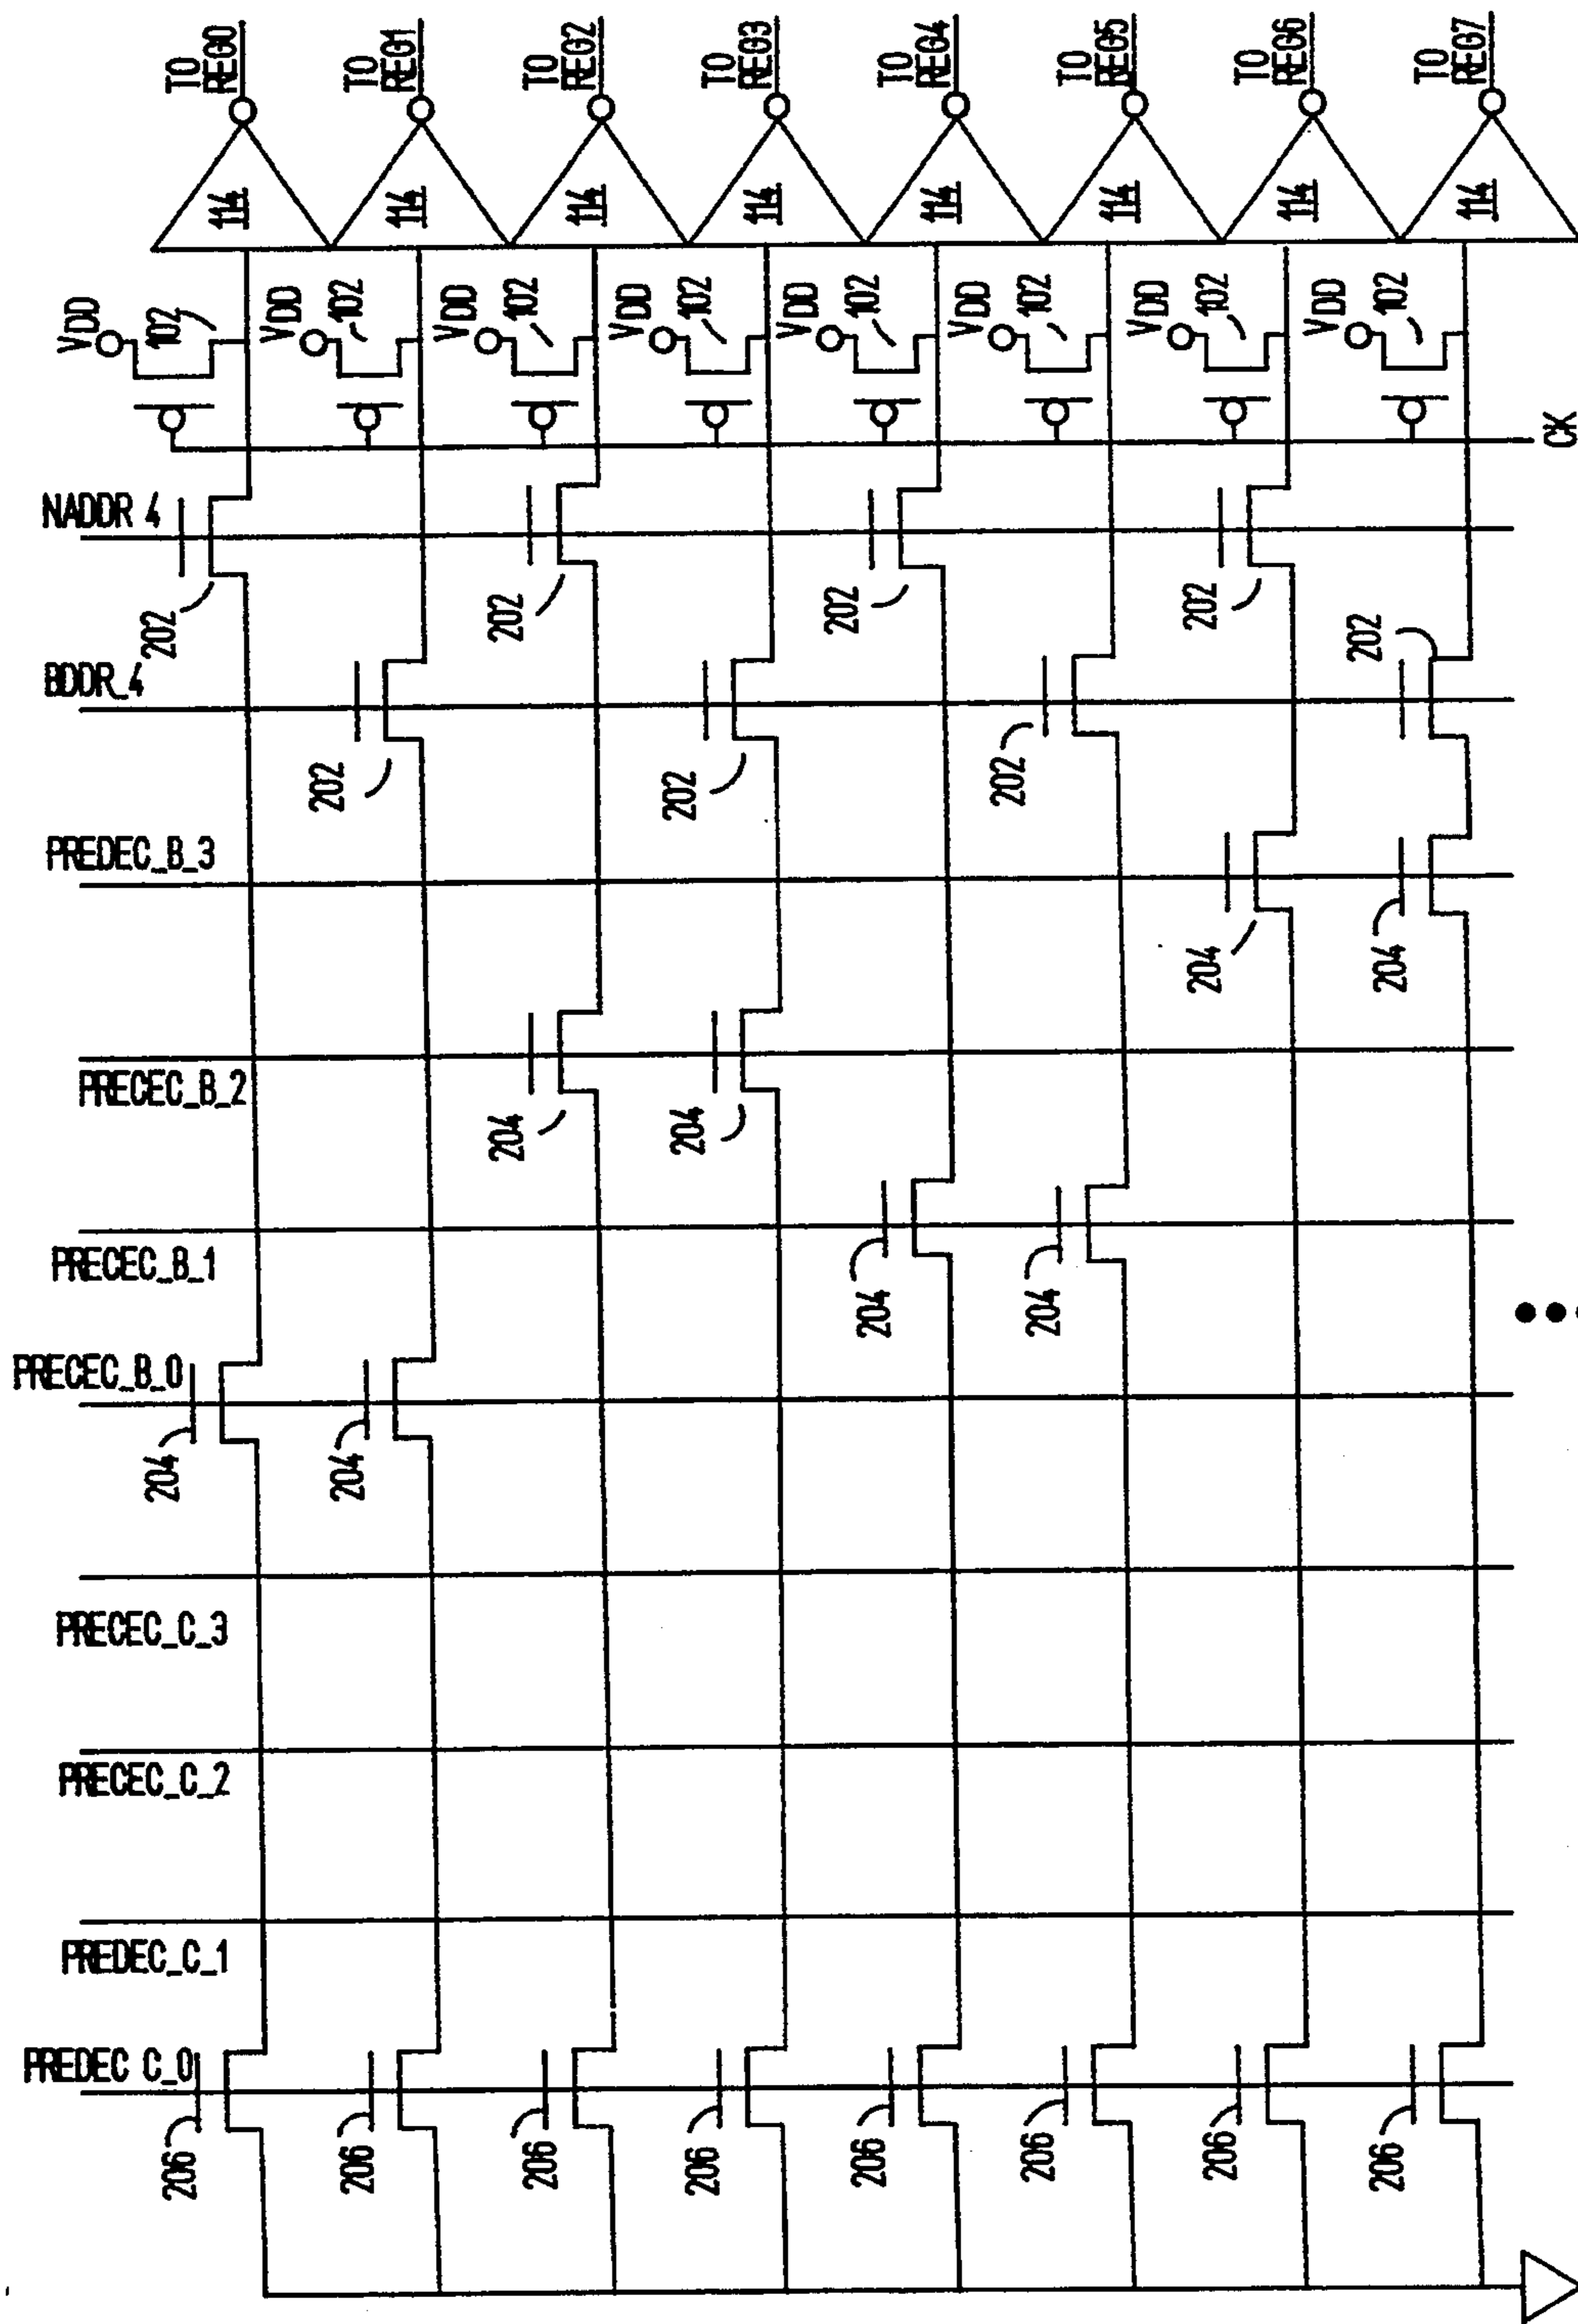 TO
REG0
TO
REG1
TO
REG2
TO
REG3
TO
REG4
TO
REG5
TO
REG6
TO
REG7
114
114
114
114
114
114
114
114
VDD
VDD
VDD
VDD
VDD
VDD
VDD
VDD
102
102
102
102
102
102
102
102
CK
NADDR 4
202
202
202
202
BDDR_4
202
202
202
202
PREDEC_B_3
204
204
PRECEC_B_2
204
204
PRECEC_B_1
204
204
PRECEC_B_0
204
204
PRECEC_C_3
PRECEC_C_2
PREDEC_C_1
PREDEC C_0
206
206
206
206
206
206
206
206